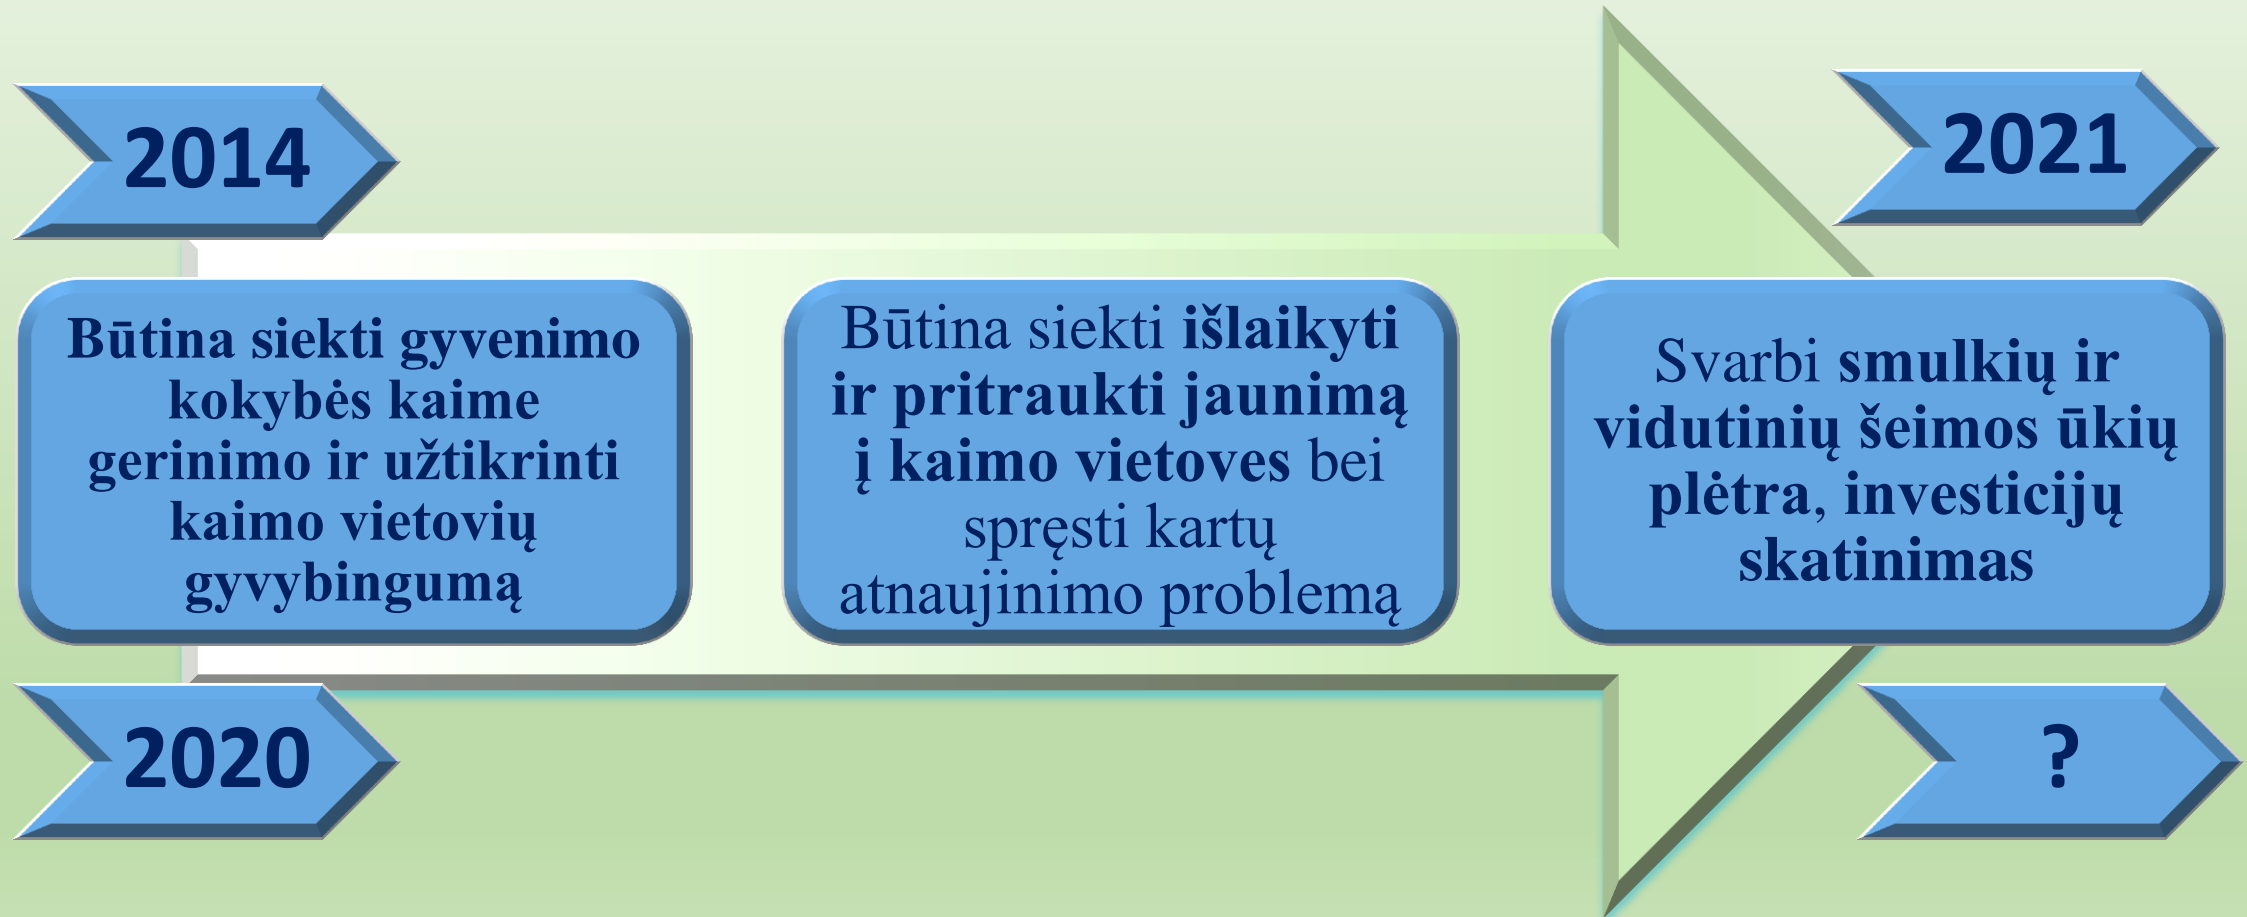 2014
2021
Būtina siekti gyvenimo
kokybės kaime
gerinimo ir užtikrinti
kaimo vietovių
gyvybingumą
Būtina siekti išlaikyti
ir pritraukti jaunimą
į kaimo vietoves bei
spręsti kartų
atnaujinimo problemą
Svarbi smulkių ir
vidutinių šeimos ūkių
plėtra, investicijų
skatinimas
2020
?